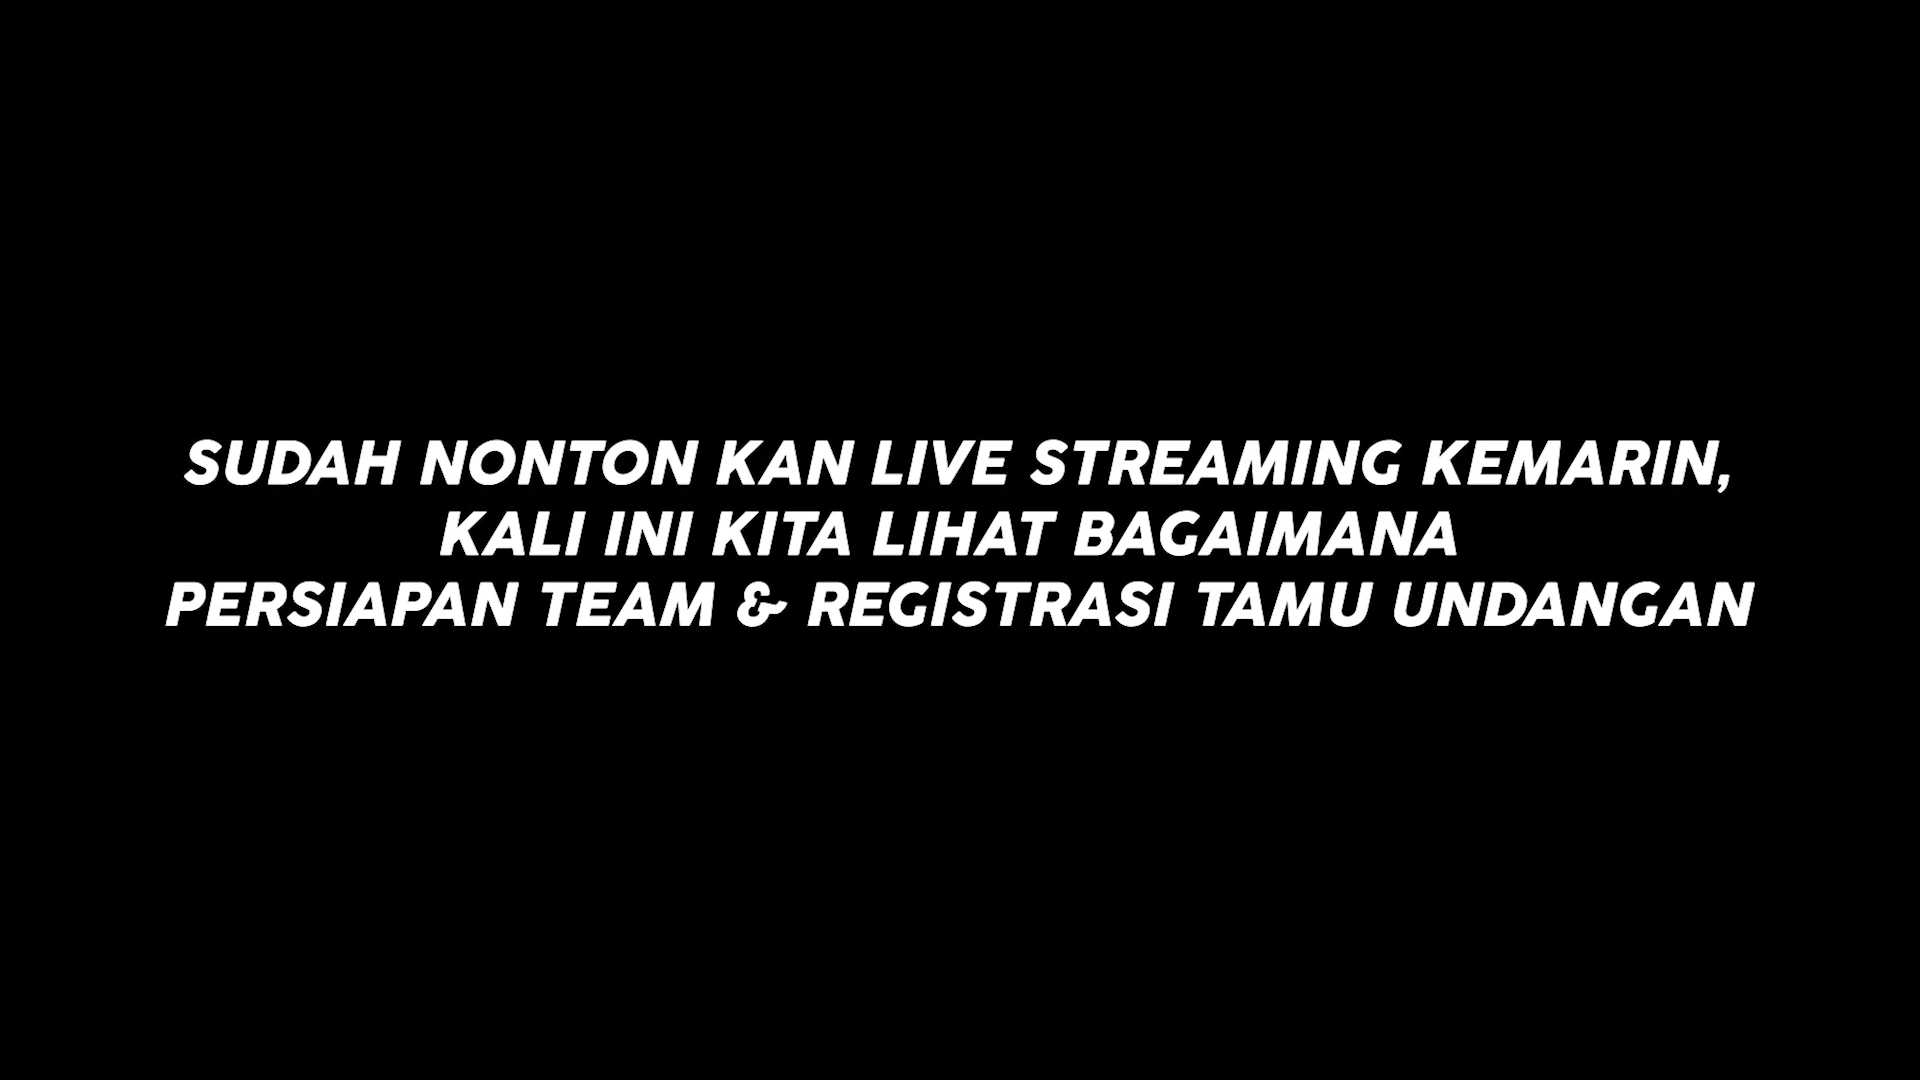 SUDAH NONTON KAN LIVE STREAMING KEMARIN,
KALI INI KITA LIHAT BAGAIMANA
PERSIAPAN TEAM & REGISTRASI TAMU UNDANGAN